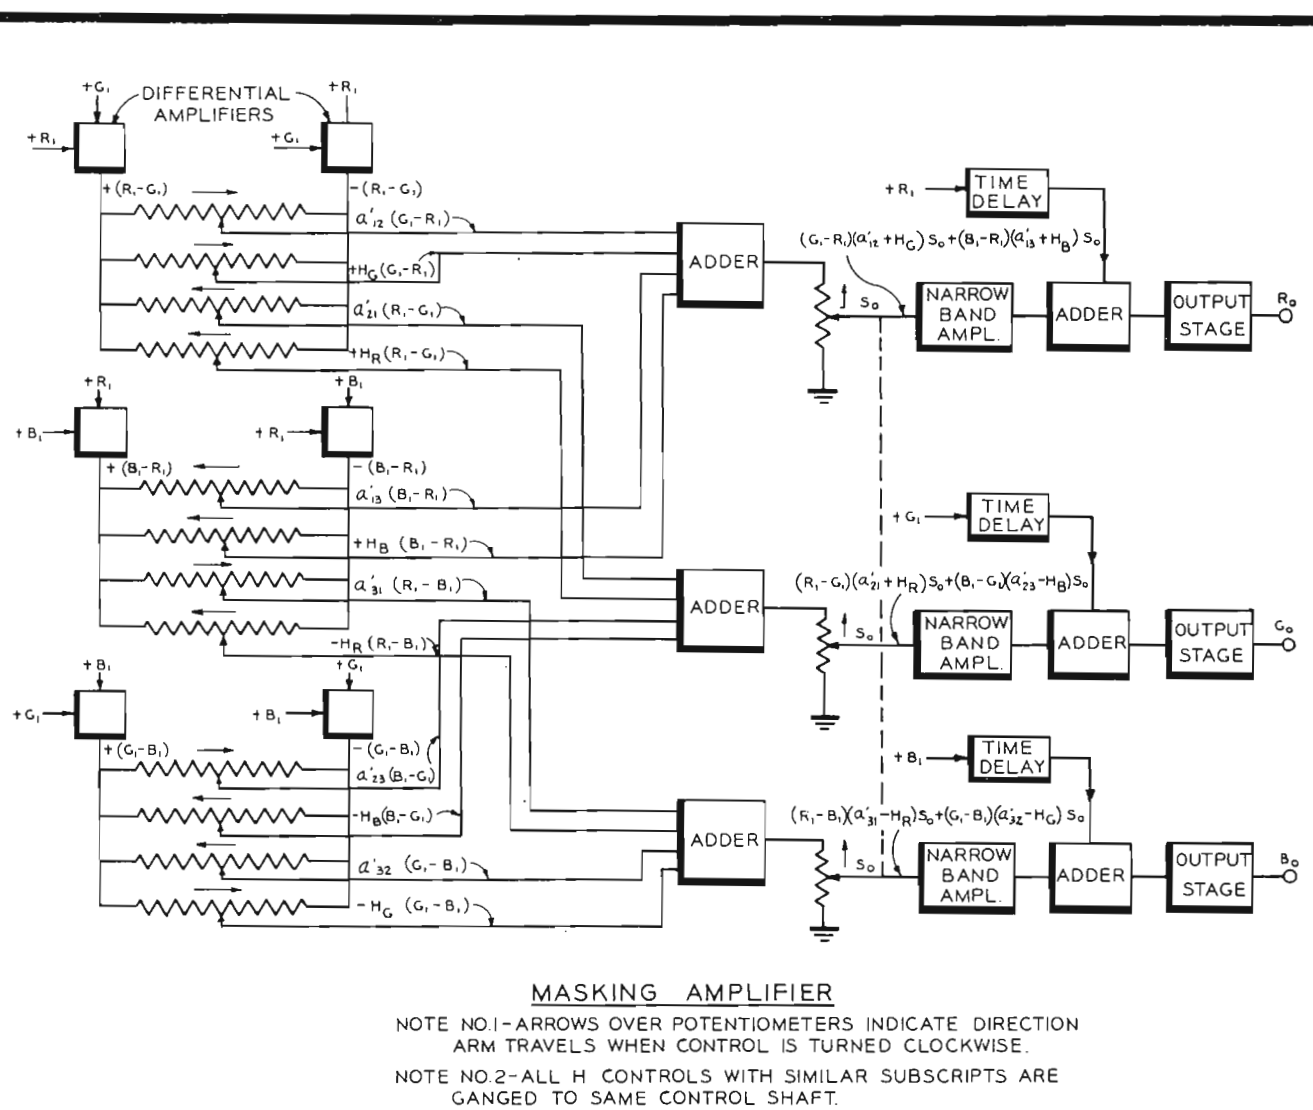 +G₁
DIFFERENTIAL
AMPLIFIERS
+R₁
+R₁
+G₁
+(R₁-G₁)
-(R₁-G₁)
a'₁₂ (G₁-R₁)
+H_G(G₁-R₁)
a'₂₁ (R₁-G₁)
+H_R(R₁-G₁)
+R₁
+B₁
+B₁
+R₁
+(B₁-R₁)
-(B₁-R₁)
a'₁₃ (B₁-R₁)
+H_B (B₁-R₁)
a'₃₁ (R₁-B₁)
-H_R(R₁-B₁)
+B₁
+G₁
+G₁
+B₁
+(G₁-B₁)
-(G₁-B₁)
a'₂₃(B₁-G₁)
-H_B(B₁-G₁)
a'₃₂ (G₁-B₁)
-H_G (G₁-B₁)
ADDER
ADDER
ADDER
+R₁
TIME
DELAY
(G₁-R₁)(a'₁₂+H_G)S₀+(B₁-R₁)(a'₁₃+H_B)S₀
S₀
NARROW
BAND
AMPL.
ADDER
OUTPUT
STAGE
R₀
+G₁
TIME
DELAY
(R₁-G₁)(a'₂₁+H_R)S₀+(B₁-G₁)(a'₂₃-H_B)S₀
S₀
NARROW
BAND
AMPL.
ADDER
OUTPUT
STAGE
G₀
+B₁
TIME
DELAY
(R₁-B₁)(a'₃₁-H_R)S₀+(G₁-B₁)(a'₃₂-H_G)S₀
S₀
NARROW
BAND
AMPL.
ADDER
OUTPUT
STAGE
B₀
MASKING AMPLIFIER
NOTE NO.1-ARROWS OVER POTENTIOMETERS INDICATE DIRECTION
ARM TRAVELS WHEN CONTROL IS TURNED CLOCKWISE.
NOTE NO.2-ALL H CONTROLS WITH SIMILAR SUBSCRIPTS ARE
GANGED TO SAME CONTROL SHAFT.